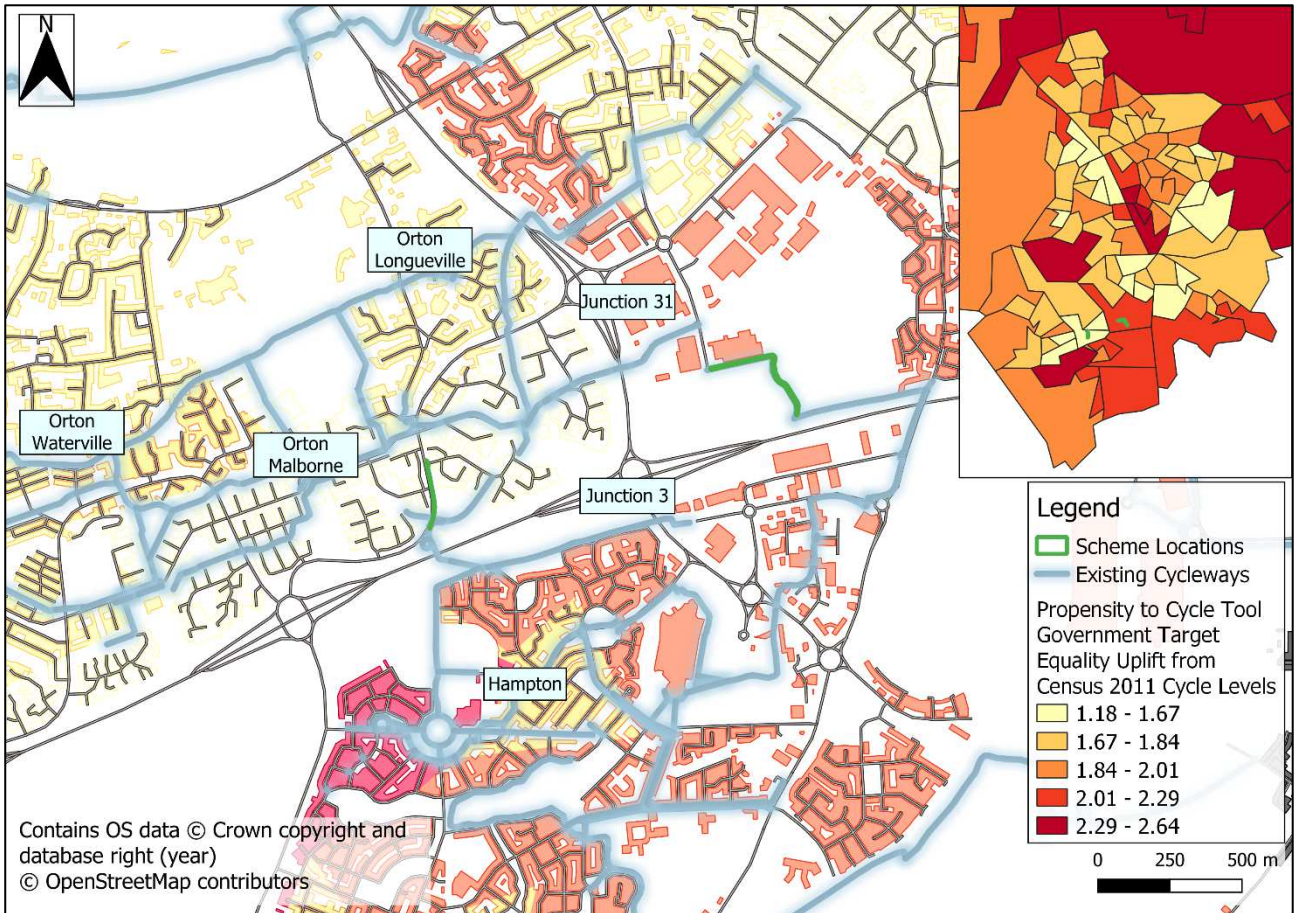 N
Orton
Longueville
Junction 31
Orton
Waterville
Orton
Malborne
Junction 3
Hampton
Legend
Scheme Locations
Existing Cycleways
Propensity to Cycle Tool
Government Target
Equality Uplift from
Census 2011 Cycle Levels
1.18 - 1.67
1.67 - 1.84
1.84 - 2.01
2.01 - 2.29
2.29 - 2.64
0 250 500 m
Contains OS data © Crown copyright and
database right (year)
© OpenStreetMap contributors